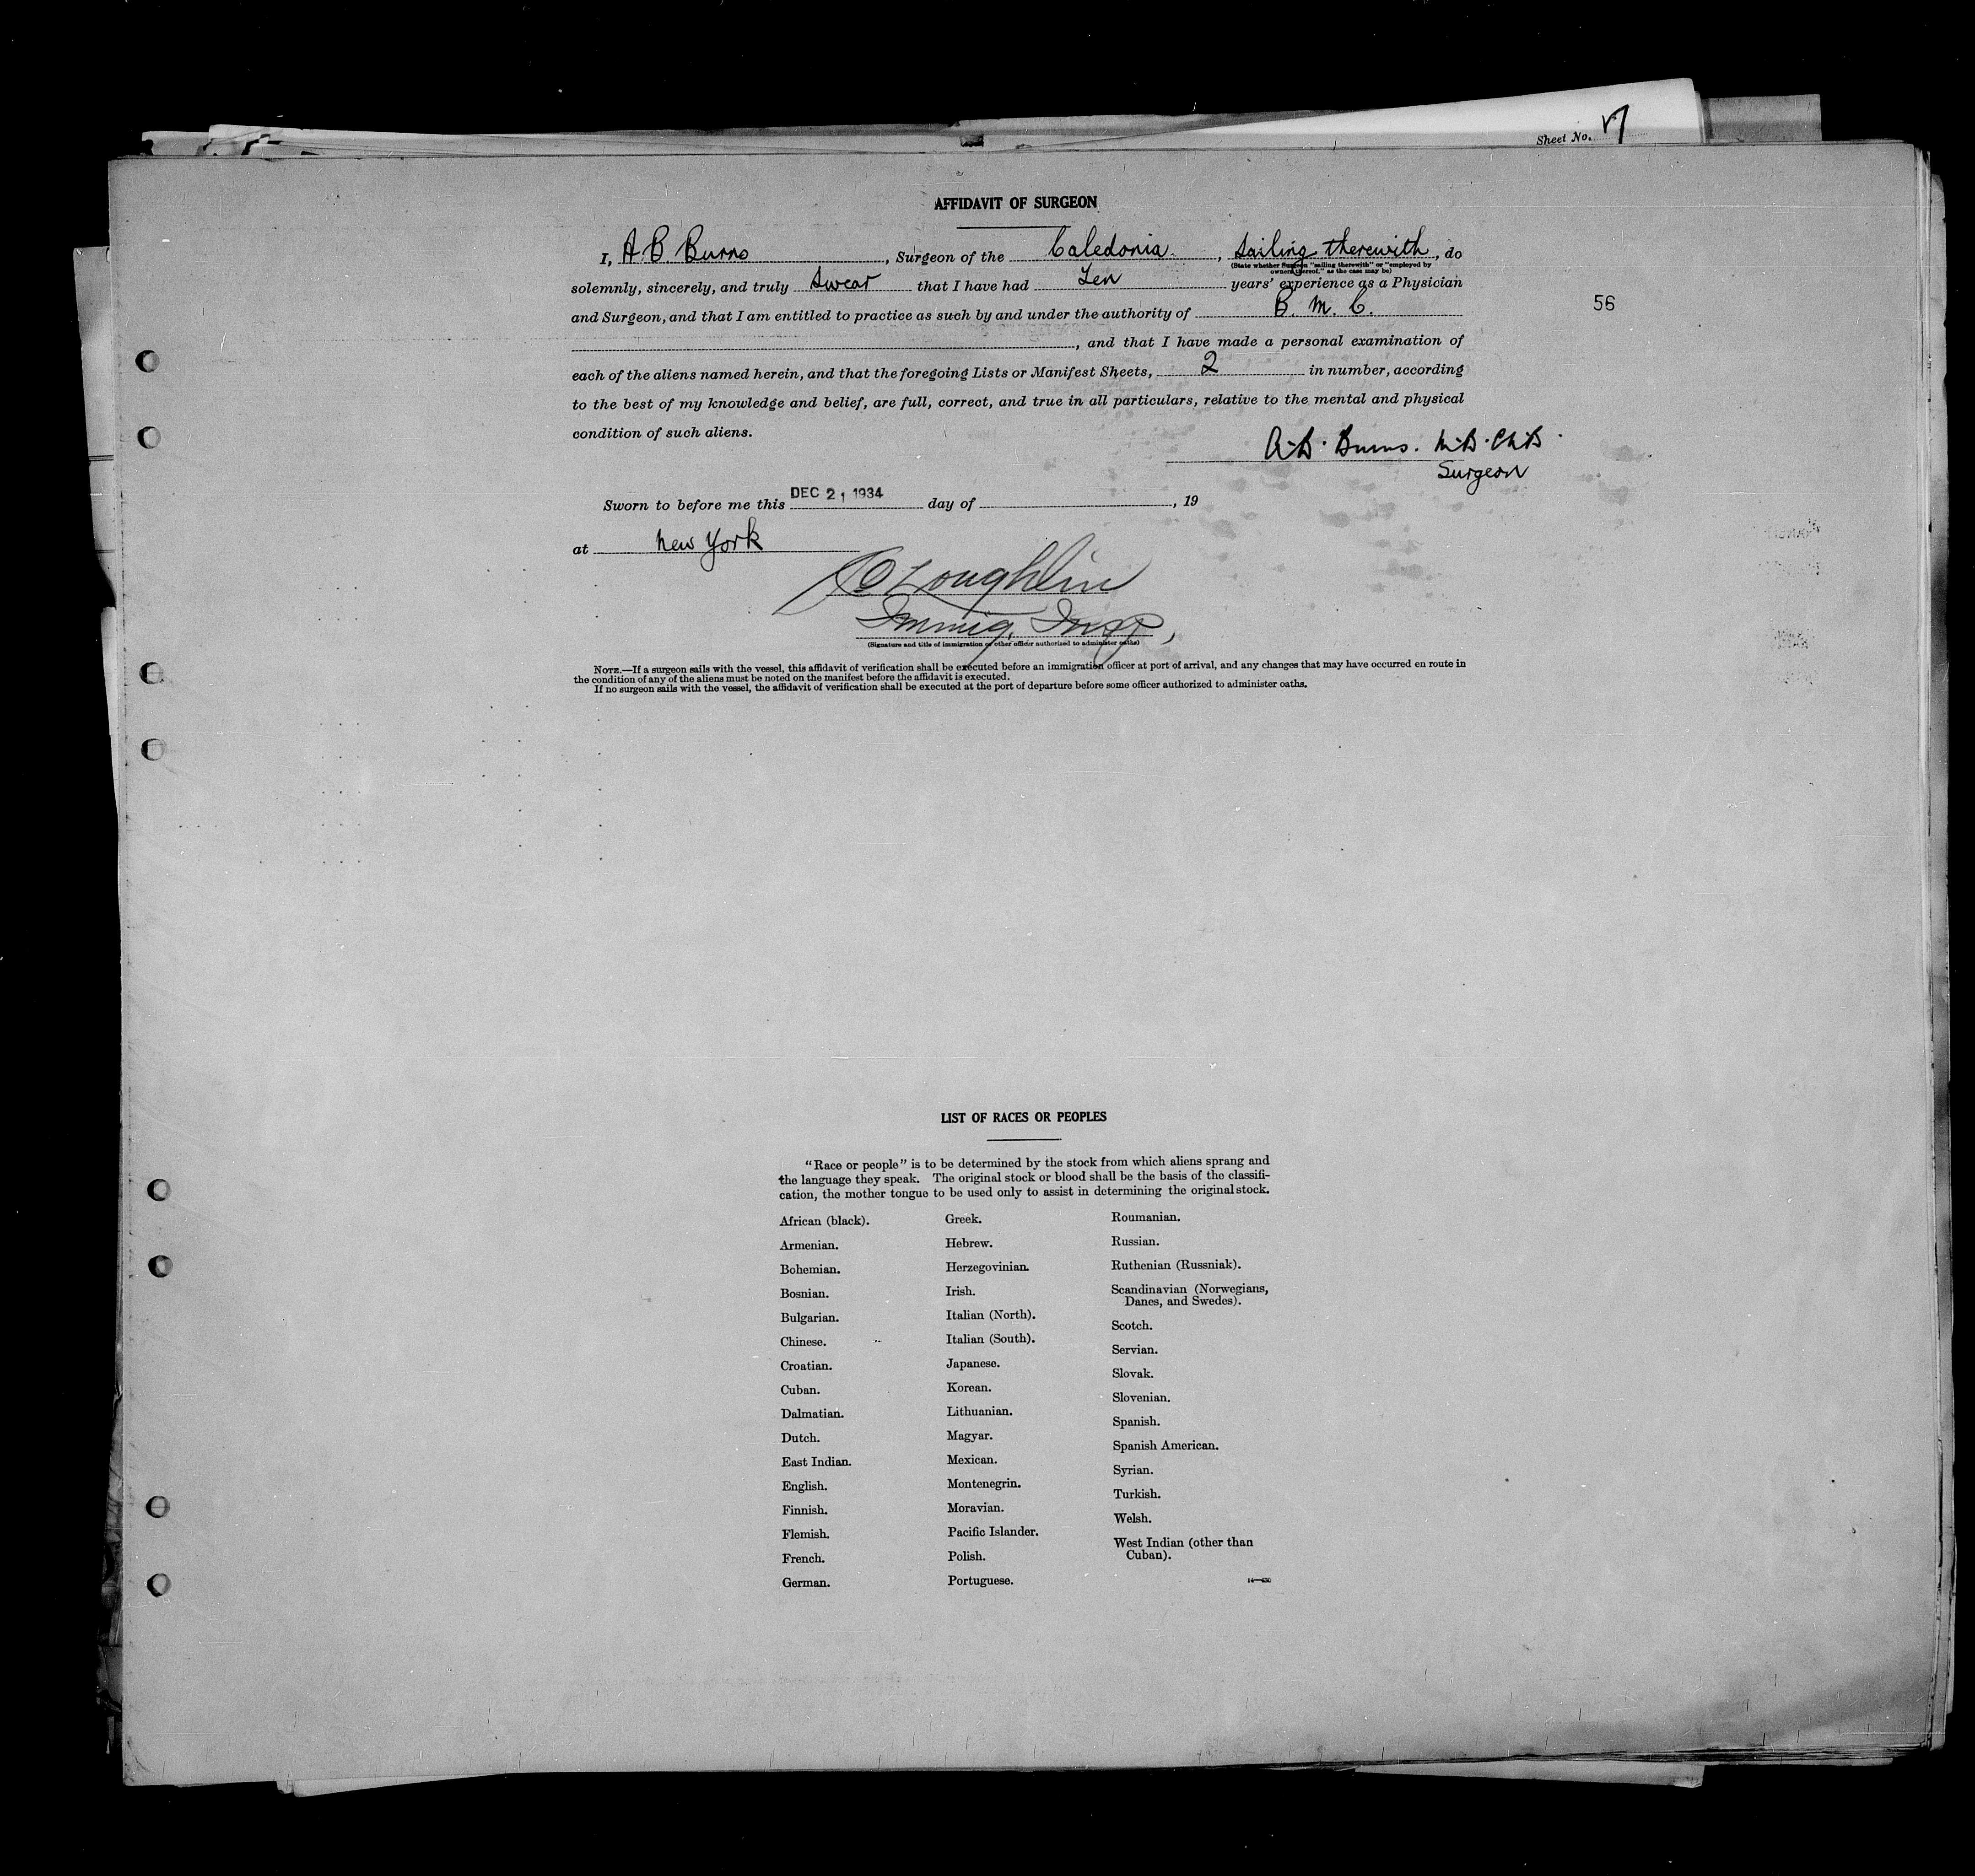 Sheet No. 7
AFFIDAVIT OF SURGEON
I, A B Burns, Surgeon of the Caledonia, sailing therewith, do
(State whether Surgeon "sailing therewith" or "employed by
owners thereof," as the case may be)
solemnly, sincerely, and truly swear that I have had Ten years' experience as a Physician
and Surgeon, and that I am entitled to practice as such by and under the authority of B. M. C.
56
, and that I have made a personal examination of
each of the aliens named herein, and that the foregoing Lists or Manifest Sheets, 2 in number, according
to the best of my knowledge and belief, are full, correct, and true in all particulars, relative to the mental and physical
condition of such aliens.
A.B. Burns. M.B. Ch.B.
Surgeon
Sworn to before me this DEC 21 1934 day of , 19
at New York
O'Loughlin
Immig. Insp,
(Signature and title of immigration or other officer authorized to administer oaths)
NOTE.—If a surgeon sails with the vessel, this affidavit of verification shall be executed before an immigration officer at port of arrival, and any changes that may have occurred en route in
the condition of any of the aliens must be noted on the manifest before the affidavit is executed.
If no surgeon sails with the vessel, the affidavit of verification shall be executed at the port of departure before some officer authorized to administer oaths.
LIST OF RACES OR PEOPLES
"Race or people" is to be determined by the stock from which aliens sprang and
the language they speak. The original stock or blood shall be the basis of the classifi-
cation, the mother tongue to be used only to assist in determining the original stock.
African (black).
Armenian.
Bohemian.
Bosnian.
Bulgarian.
Chinese.
Croatian.
Cuban.
Dalmatian.
Dutch.
East Indian.
English.
Finnish.
Flemish.
French.
German.
Greek.
Hebrew.
Herzegovinian.
Irish.
Italian (North).
Italian (South).
Japanese.
Korean.
Lithuanian.
Magyar.
Mexican.
Montenegrin.
Moravian.
Pacific Islander.
Polish.
Portuguese.
Roumanian.
Russian.
Ruthenian (Russniak).
Scandinavian (Norwegians,
Danes, and Swedes).
Scotch.
Servian.
Slovak.
Slovenian.
Spanish.
Spanish American.
Syrian.
Turkish.
Welsh.
West Indian (other than
Cuban).